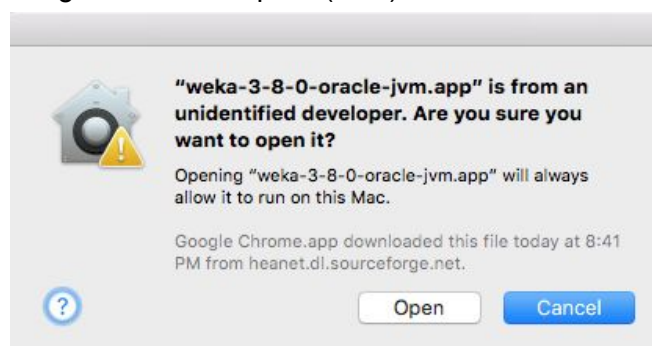 "weka-3-8-0-oracle-jvm.app" is from an
unidentified developer. Are you sure you
want to open it?
Opening "weka-3-8-0-oracle-jvm.app" will always
allow it to run on this Mac.
Google Chrome.app downloaded this file today at 8:41
PM from heanet.dl.sourceforge.net.
?
Open
Cancel